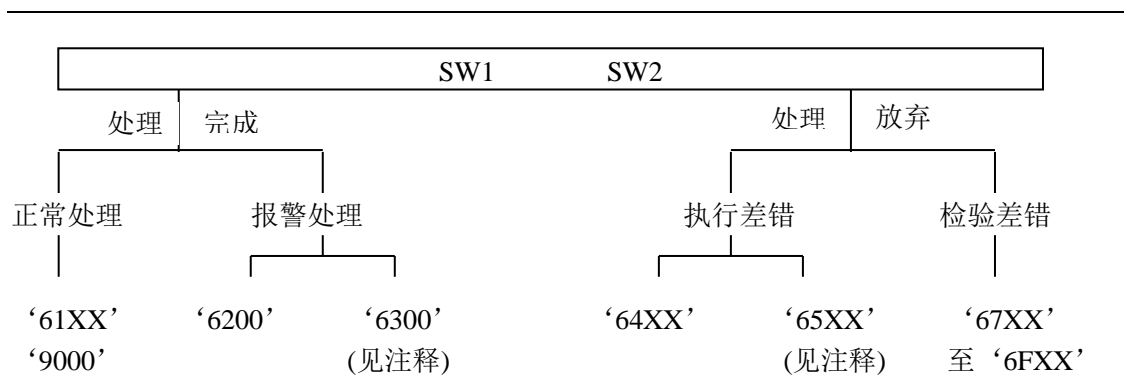 SW1 SW2
处理 完成 处理 放弃
正常处理 报警处理 执行差错 检验差错
‘61XX’ ‘6200’ ‘6300’ ‘64XX’ ‘65XX’ ‘67XX’
‘9000’ (见注释) (见注释) 至‘6FXX’